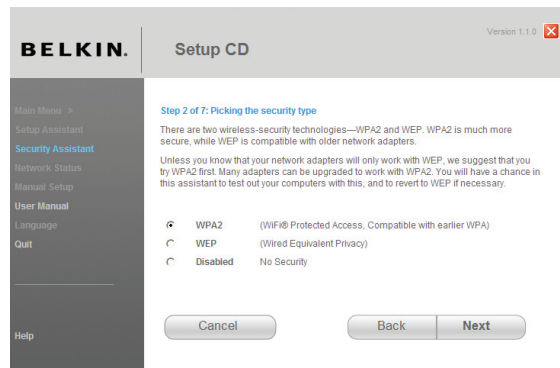 Version 1.1.0
BELKIN.
Setup CD
Main Menu >
Setup Assistant
Security Assistant
Network Status
Manual Setup
User Manual
Language
Quit
Help
Step 2 of 7: Picking the security type
There are two wireless-security technologies—WPA2 and WEP. WPA2 is much more
secure, while WEP is compatible with older network adapters.
Unless you know that your network adapters will only work with WEP, we suggest that you
try WPA2 first. Many adapters can be upgraded to work with WPA2. You will have a chance in
this assistant to test out your computers with this, and to revert to WEP if necessary.
WPA2 (WiFi® Protected Access, Compatible with earlier WPA)
WEP (Wired Equivalent Privacy)
Disabled No Security
Cancel Back Next